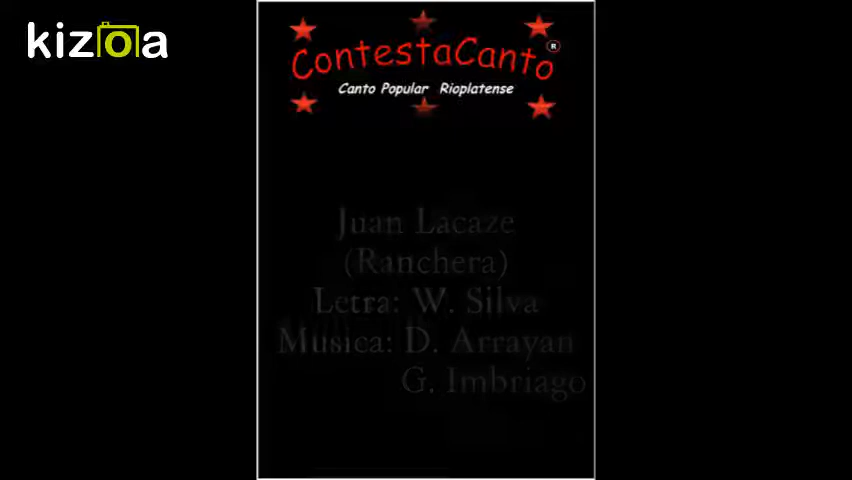 kizoa
ContestaCanto ®
Canto Popular Rioplatense
Juan Lacaze
(Ranchera)
Letra: W. Silva
Musica: D. Arrayan
G. Imbriago